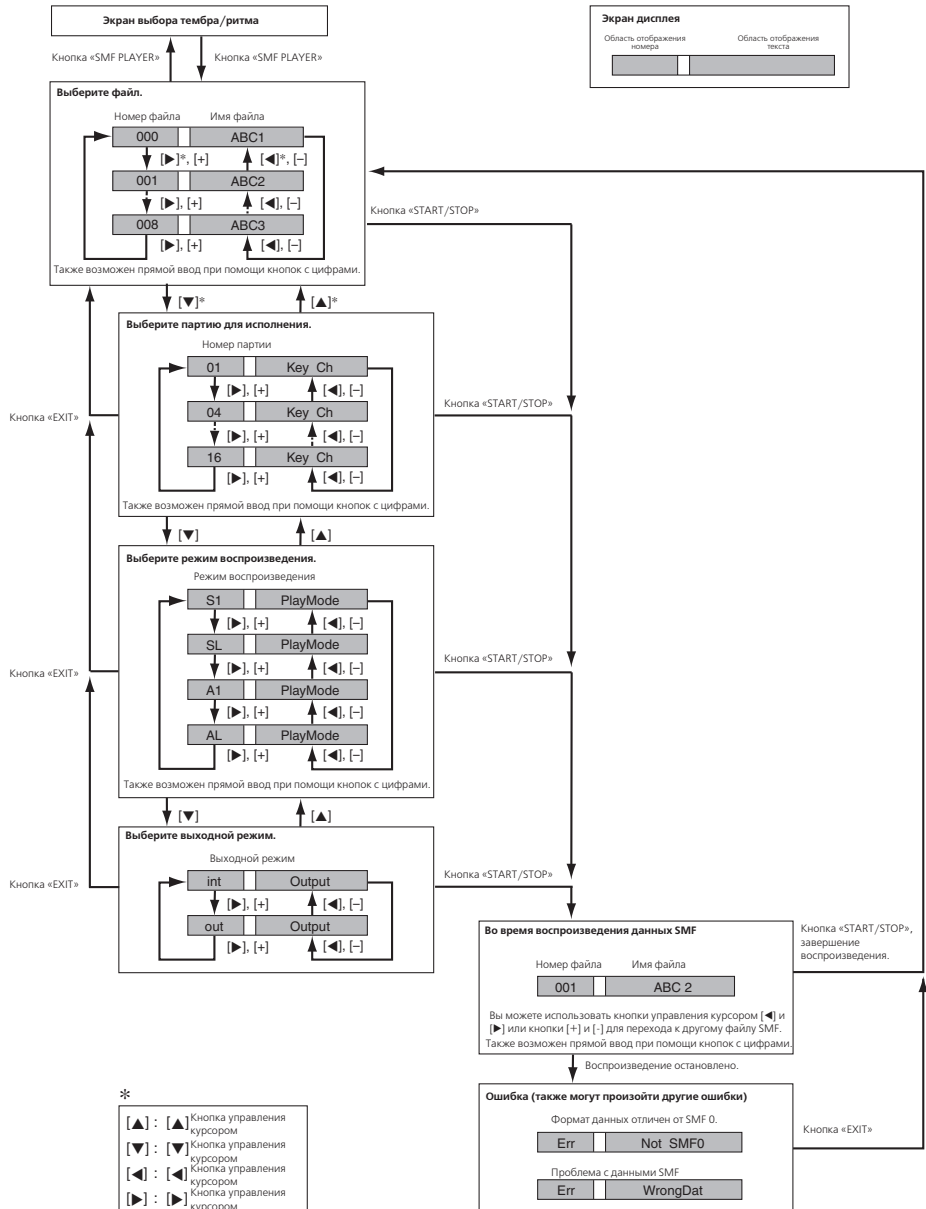 Экран выбора тембра/ритма
Экран дисплея
Область отображения
номера
Область отображения
текста
Кнопка «SMF PLAYER»
Кнопка «SMF PLAYER»
Выберите файл.
Номер файла Имя файла
000 ABC1
[▶]*, [+] [◀]*, [–]
001 ABC2
[▶], [+] [◀], [–]
008 ABC3
[▶], [+] [◀], [–]
Также возможен прямой ввод при помощи кнопок с цифрами.
Кнопка «START/STOP»
[▼]* [▲]*
Выберите партию для исполнения.
Номер партии
01 Key Ch
[▶], [+] [◀], [–]
04 Key Ch
[▶], [+] [◀], [–]
16 Key Ch
[▶], [+] [◀], [–]
Также возможен прямой ввод при помощи кнопок с цифрами.
Кнопка «EXIT»
Кнопка «START/STOP»
[▼] [▲]
Выберите режим воспроизведения.
Режим воспроизведения
S1 PlayMode
[▶], [+] [◀], [–]
SL PlayMode
[▶], [+] [◀], [–]
A1 PlayMode
[▶], [+] [◀], [–]
AL PlayMode
[▶], [+] [◀], [–]
Также возможен прямой ввод при помощи кнопок с цифрами.
Кнопка «EXIT»
Кнопка «START/STOP»
[▼] [▲]
Выберите выходной режим.
Выходной режим
int Output
[▶], [+] [◀], [–]
out Output
[▶], [+] [◀], [–]
Кнопка «EXIT»
Кнопка «START/STOP»
Во время воспроизведения данных SMF
Номер файла Имя файла
001 ABC 2
Вы можете использовать кнопки управления курсором [◀] и
[▶] или кнопки [+] и [-] для перехода к другому файлу SMF.
Также возможен прямой ввод при помощи кнопок с цифрами.
Кнопка «START/STOP»,
завершение
воспроизведения.
Воспроизведение остановлено.
Ошибка (также могут произойти другие ошибки)
Формат данных отличен от SMF 0.
Err Not SMF0
Проблема с данными SMF
Err WrongDat
Кнопка «EXIT»
*
[▲] : [▲] Кнопка управления
курсором
[▼] : [▼] Кнопка управления
курсором
[◀] : [◀] Кнопка управления
курсором
[▶] : [▶] Кнопка управления
курсором